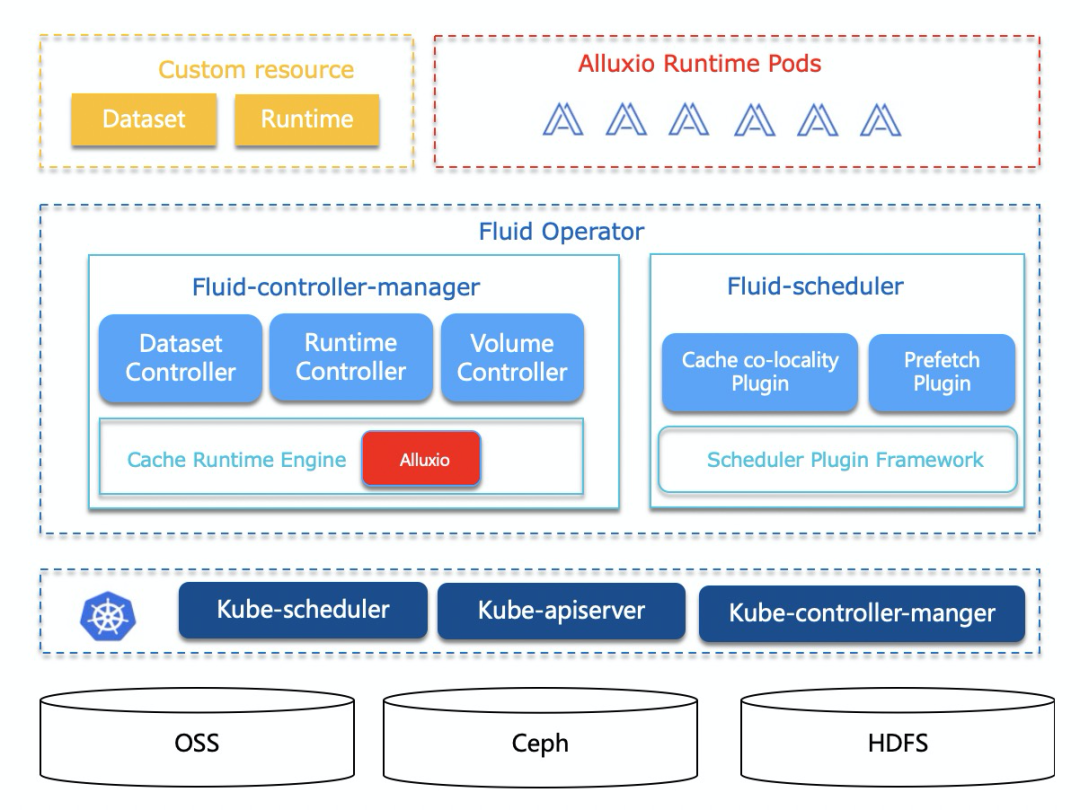 Custom resource
Dataset
Runtime
Alluxio Runtime Pods
Fluid Operator
Fluid-controller-manager
Dataset
Controller
Runtime
Controller
Volume
Controller
Cache Runtime Engine
Alluxio
Fluid-scheduler
Cache co-locality
Plugin
Prefetch
Plugin
Scheduler Plugin Framework
Kube-scheduler
Kube-apiserver
Kube-controller-manger
OSS
Ceph
HDFS